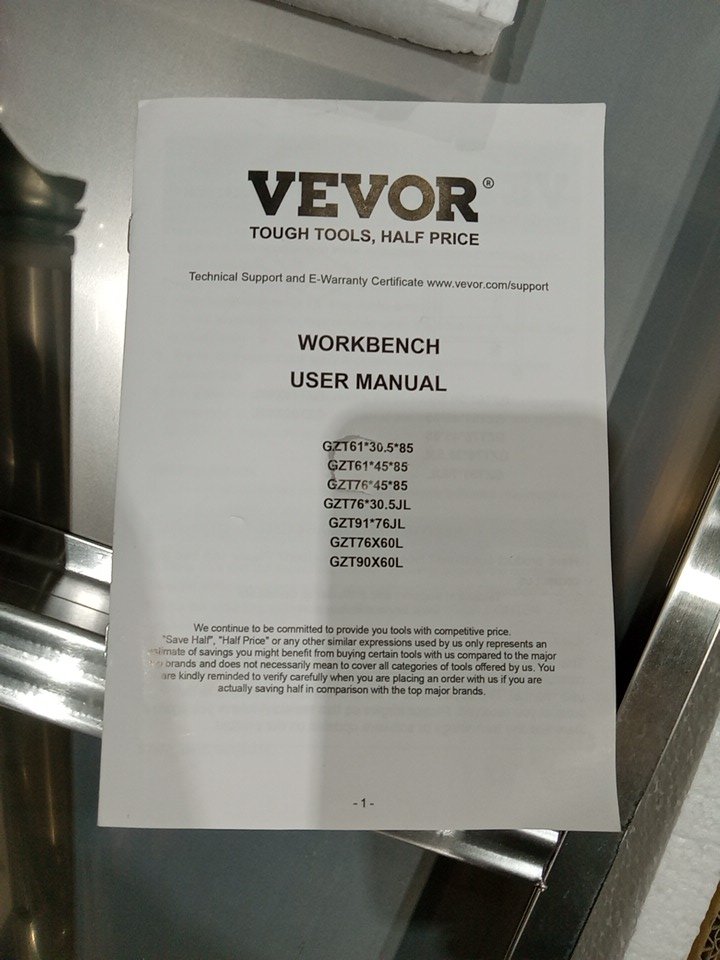 VEVOR®
TOUGH TOOLS, HALF PRICE
Technical Support and E-Warranty Certificate www.vevor.com/support
WORKBENCH
USER MANUAL
GZT61*30.5*85
GZT61*45*85
GZT76*45*85
GZT76*30.5JL
GZT91*76JL
GZT76X60L
GZT90X60L
We continue to be committed to provide you tools with competitive price.
"Save Half", "Half Price" or any other similar expressions used by us only represents an
estimate of savings you might benefit from buying certain tools with us compared to the major
top brands and does not necessarily mean to cover all categories of tools offered by us. You
are kindly reminded to verify carefully when you are placing an order with us if you are
actually saving half in comparison with the top major brands.
- 1 -